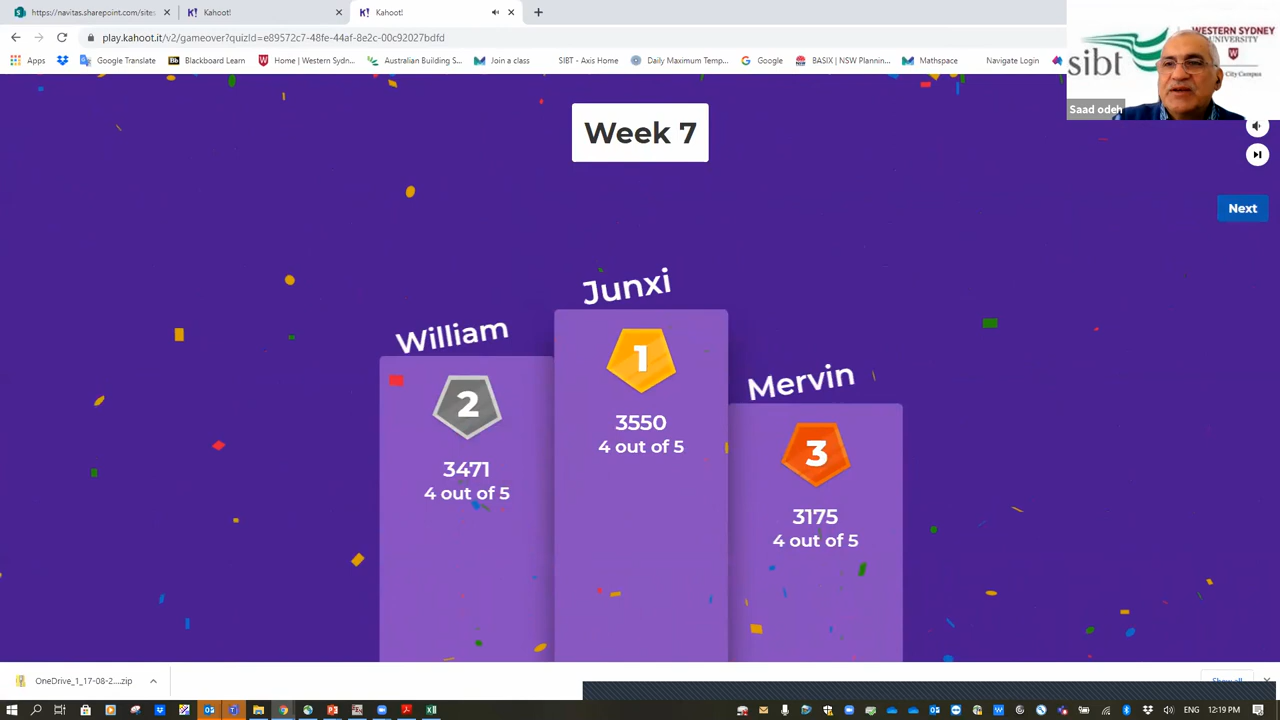 https://navitas.sharepoint.com/sites.
Kahoot!
Kahoot!
play.kahoot.it/v2/gameover?quizId=e89572c7-48fe-44af-8e2c-00c92027bdfd
Apps
Google Translate
Blackboard Learn
Home | Western Sydn...
Australian Building S...
Join a class
SIBT - Axis Home
Daily Maximum Temp...
Google
BASIX | NSW Plannin...
Mathspace
Navigate Login
WESTERN SYDNEY
UNIVERSITY
sibt
City Campus
Saad odeh
Week 7
Next
Junxi
William
Mervin
1
3550
4 out of 5
2
3471
4 out of 5
3
3175
4 out of 5
OneDrive_1_17-08-2....zip
Show all
ENG
12:19 PM